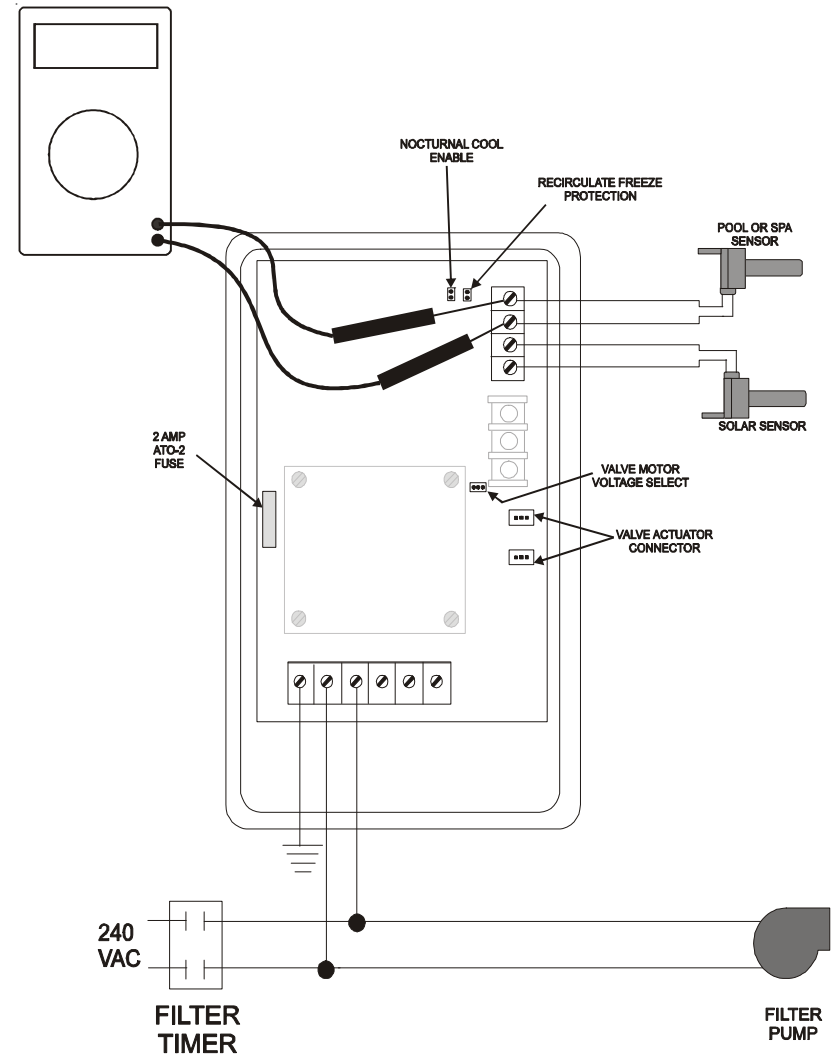 NOCTURNAL COOL
ENABLE
RECIRCULATE FREEZE
PROTECTION
POOL OR SPA
SENSOR
SOLAR SENSOR
2 AMP
ATO-2
FUSE
VALVE MOTOR
VOLTAGE SELECT
VALVE ACTUATOR
CONNECTOR
240
VAC
FILTER
TIMER
FILTER
PUMP